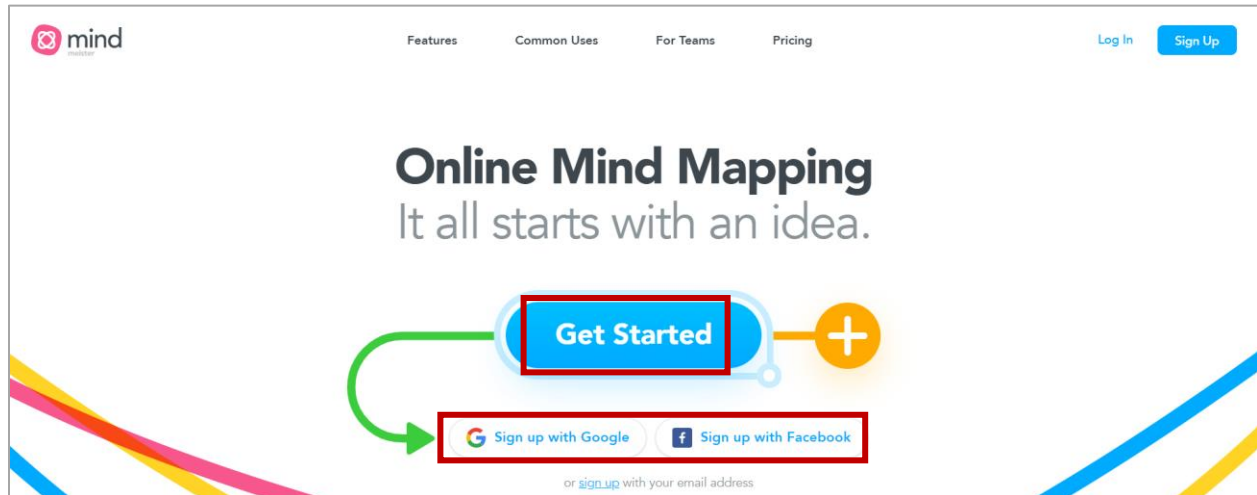 mind
meister
Features Common Uses For Teams Pricing
Log In Sign Up
Online Mind Mapping
It all starts with an idea.
Get Started
Sign up with Google Sign up with Facebook
or sign up with your email address